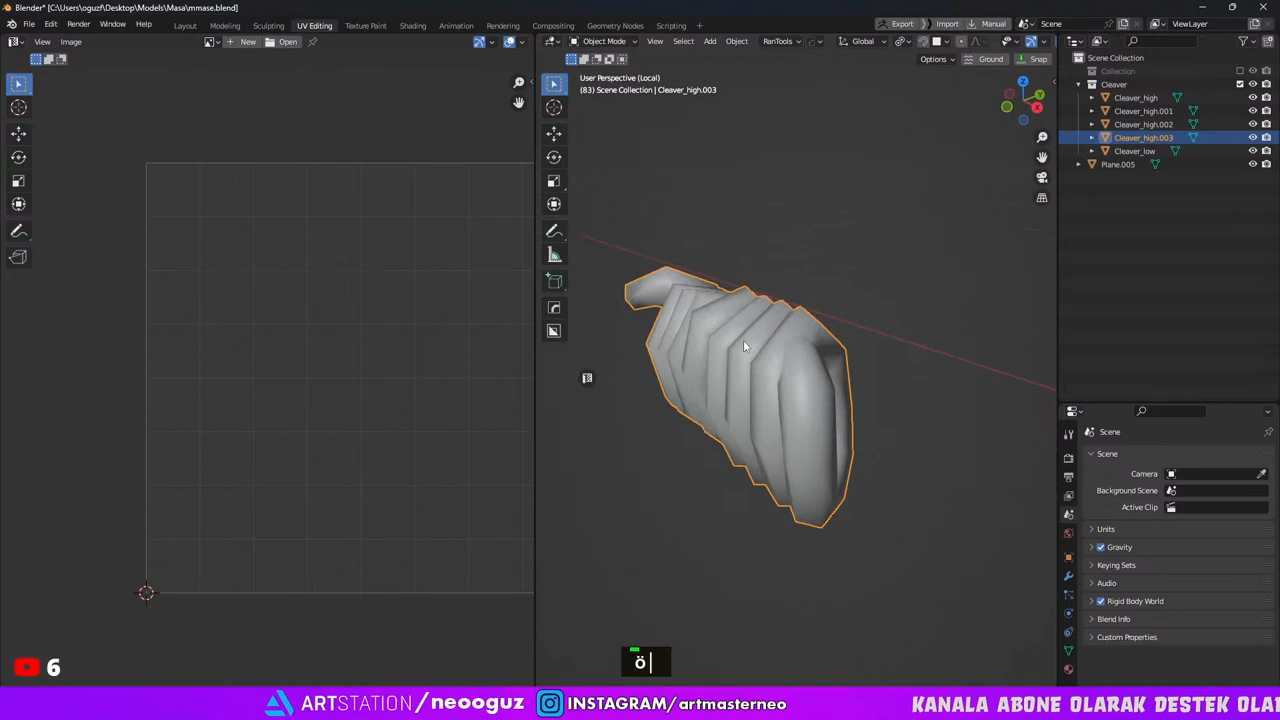 Blender* [C:\Users\oguzf\Desktop\Models\Masa\mmase.blend]
File Edit Render Window Help Layout Modeling Sculpting UV Editing Texture Paint Shading Animation Rendering Compositing Geometry Nodes Scripting Export Import Manual Scene ViewLayer
View Image New Open Object Mode View Select Add Object RanTools Global
Options Ground Snap
User Perspective (Local)
(83) Scene Collection | Cleaver_high.003
Scene Collection
Collection
Cleaver
Cleaver_high
Cleaver_high.001
Cleaver_high.002
Cleaver_high.003
Cleaver_low
Plane.005
Scene
Scene
Camera
Background Scene
Active Clip
Units
Gravity
Keying Sets
Audio
Rigid Body World
Blend Info
Custom Properties
X
Y
Z
ö
6
ARTSTATION/neooguz INSTAGRAM/artmasterneo KANALA ABONE OLARAK DESTEK OLA